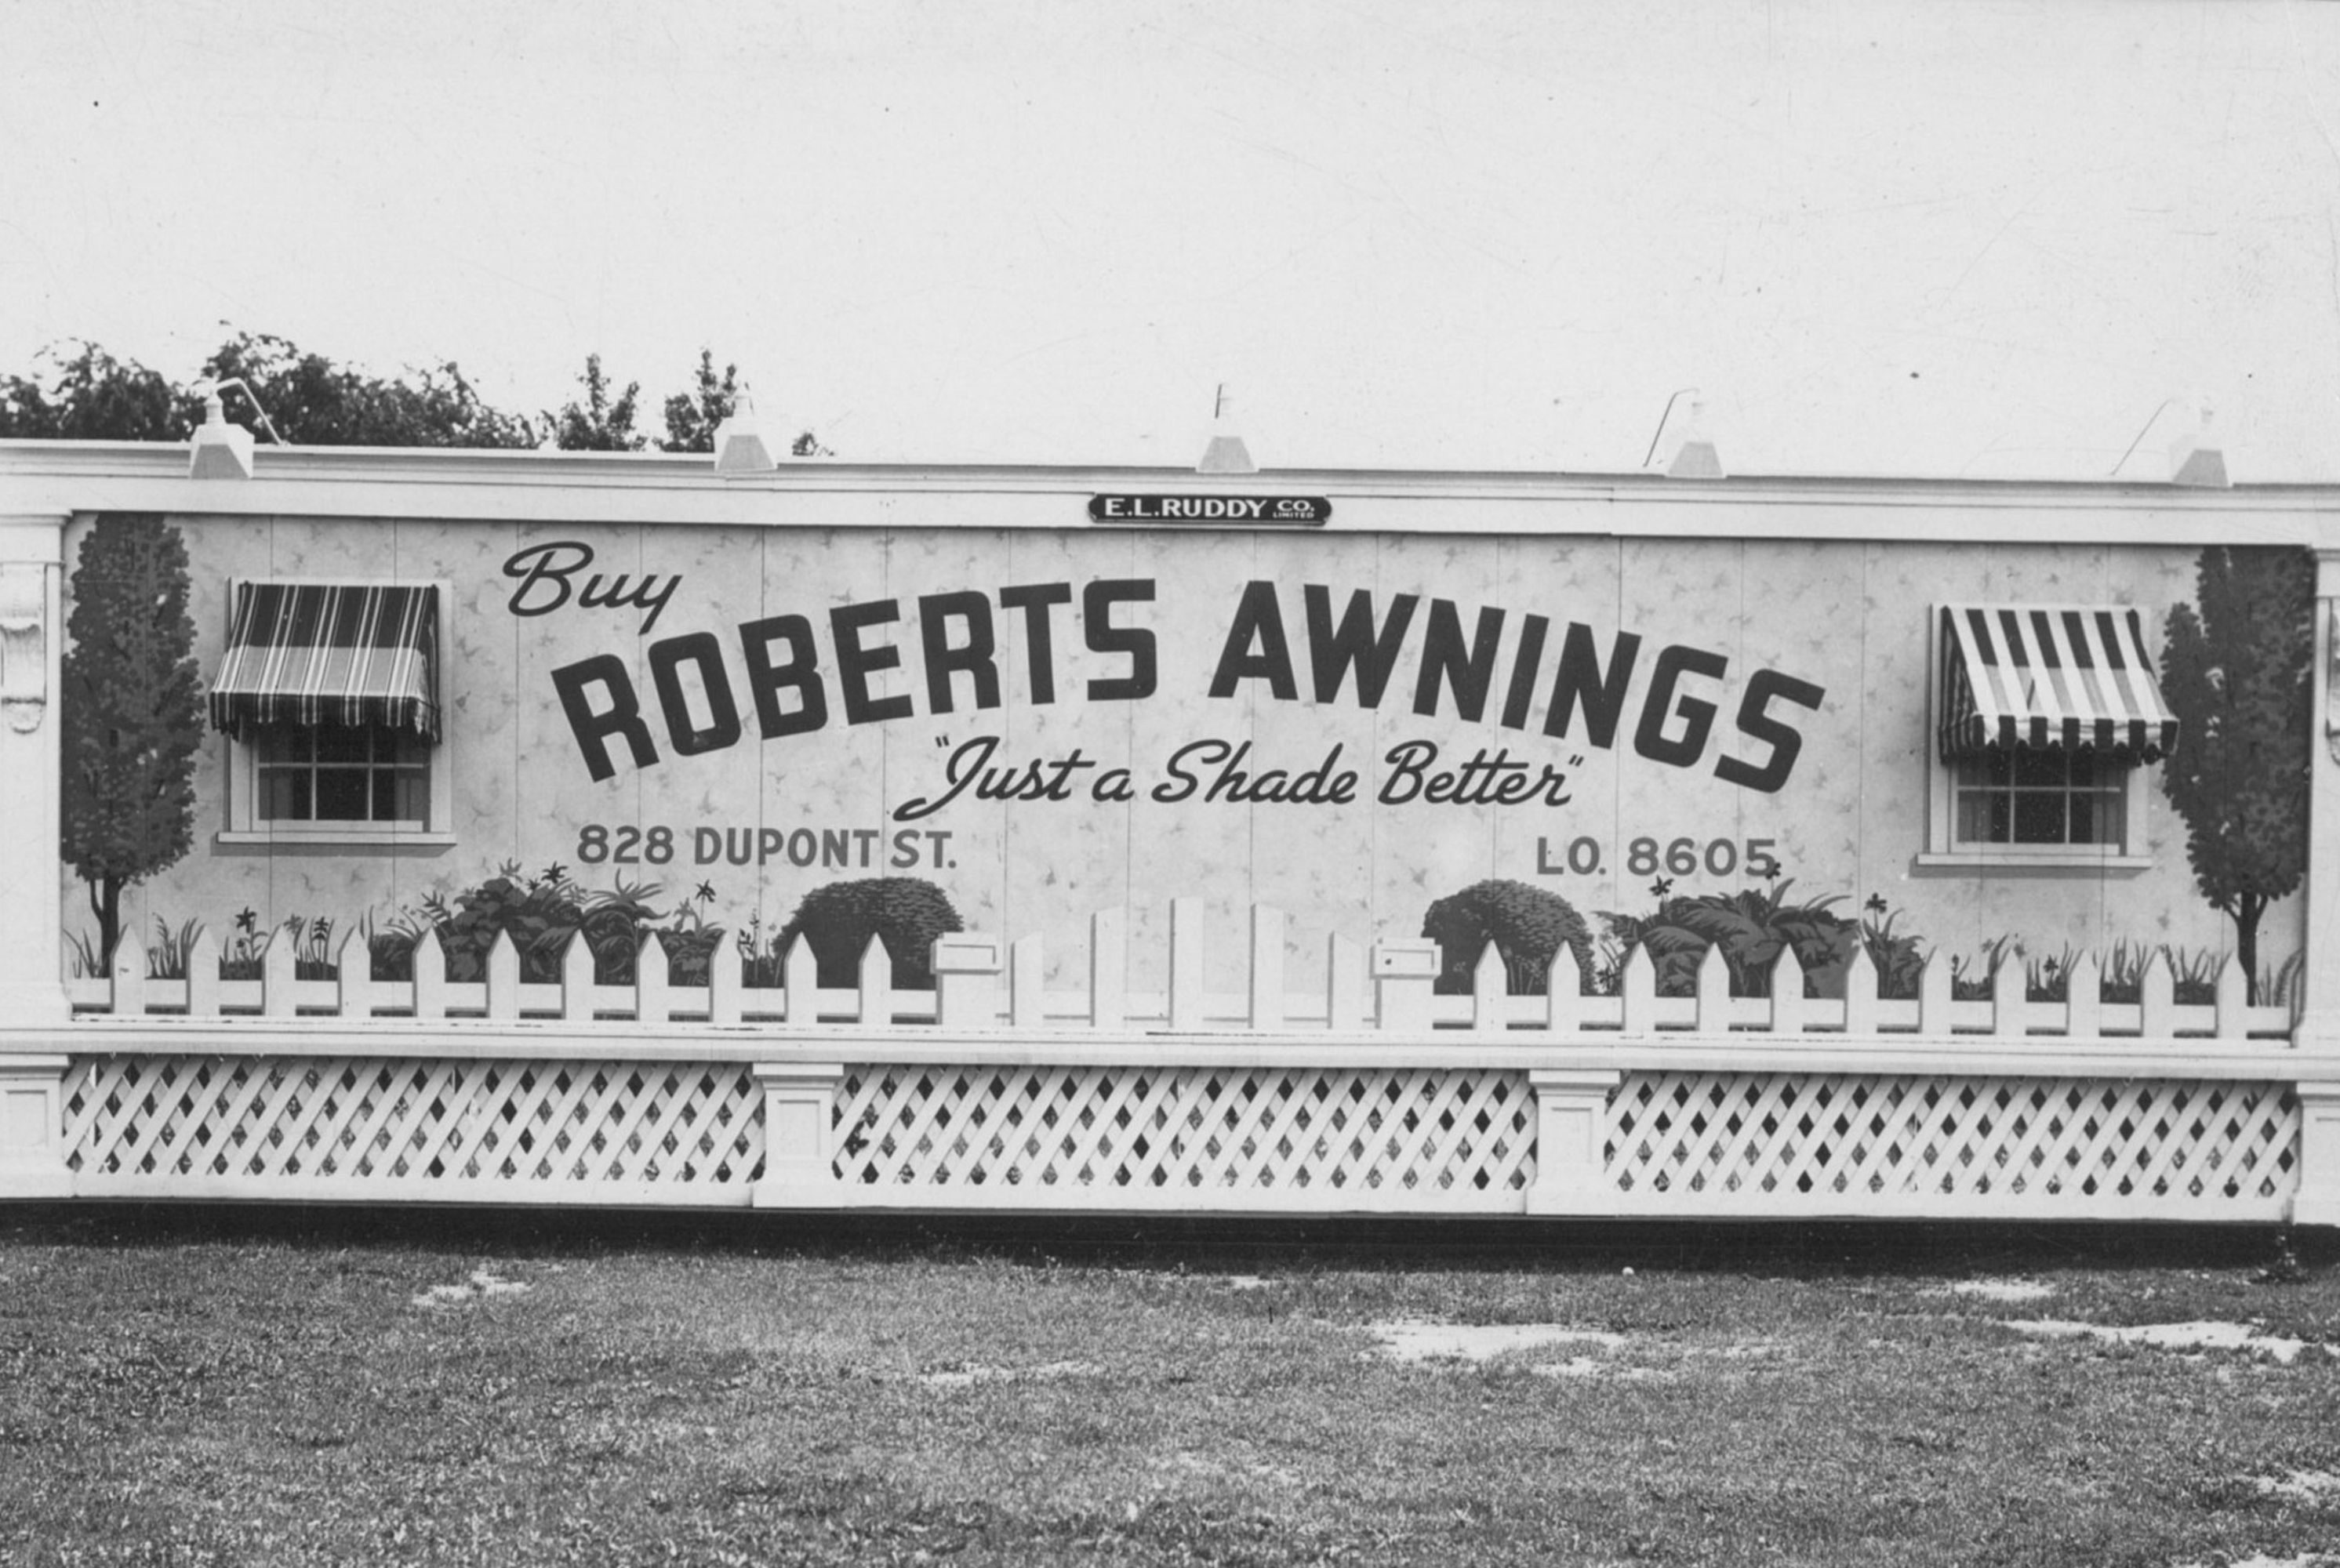 E.L.RUDDY CO.
LIMITED
Buy
ROBERTS AWNINGS
"Just a Shade Better"
828 DUPONT ST.
LO. 8605